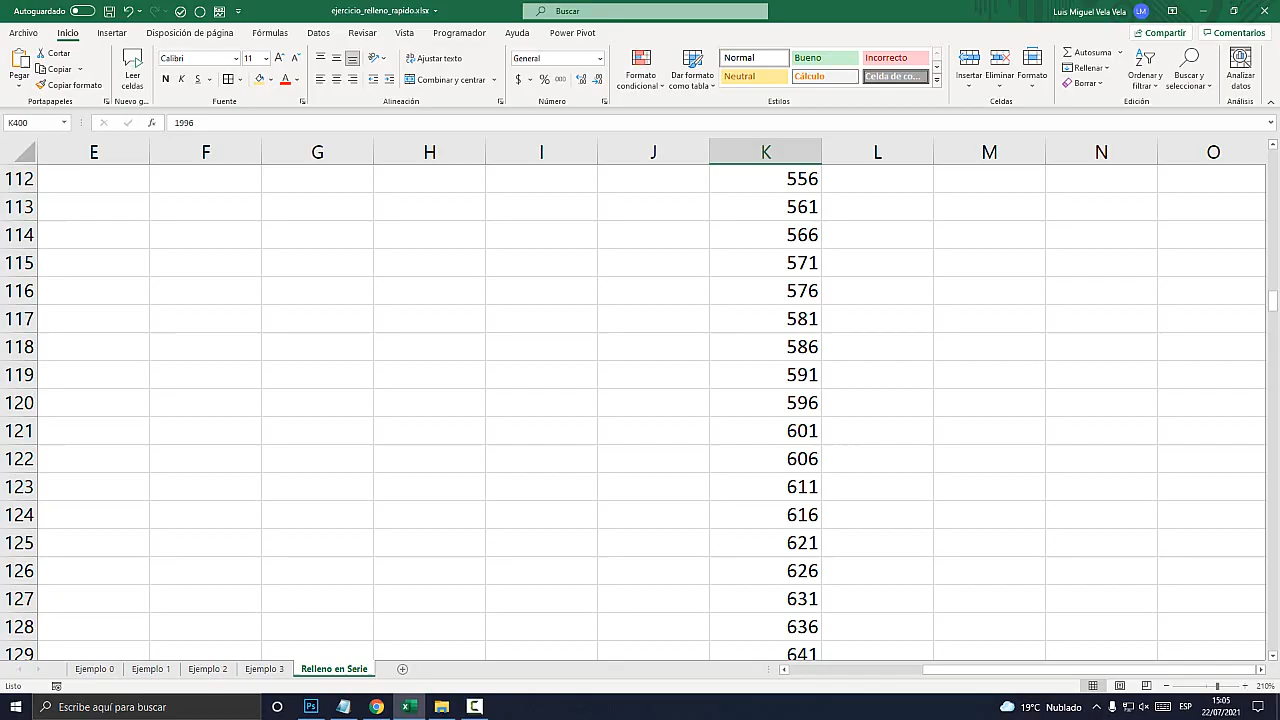 Autoguardado
ejercicio_relleno_rapido.xlsx
Buscar
Luis Miguel Vela Vela
LM
Archivo
Inicio
Insertar
Disposición de página
Fórmulas
Datos
Revisar
Vista
Programador
Ayuda
Power Pivot
Compartir
Comentarios
Pegar
Cortar
Copiar
Copiar formato
Portapapeles
Leer celdas
Nuevo g...
Calibri
11
N K S
Fuente
Ajustar texto
Combinar y centrar
Alineación
General
$ % 000
Número
Formato condicional
Dar formato como tabla
Normal
Bueno
Incorrecto
Neutral
Cálculo
Celda de co...
Estilos
Insertar
Eliminar
Formato
Celdas
Autosuma
Rellenar
Borrar
Ordenar y filtrar
Buscar y seleccionar
Edición
Analizar datos
Análisis
K400
fx
1996
E F G H I J K L M N O
112 556
113 561
114 566
115 571
116 576
117 581
118 586
119 591
120 596
121 601
122 606
123 611
124 616
125 621
126 626
127 631
128 636
129 641
Ejemplo 0
Ejemplo 1
Ejemplo 2
Ejemplo 3
Relleno en Serie
Listo
210%
Escribe aquí para buscar
19°C Nublado
ESP
15:05
22/07/2021